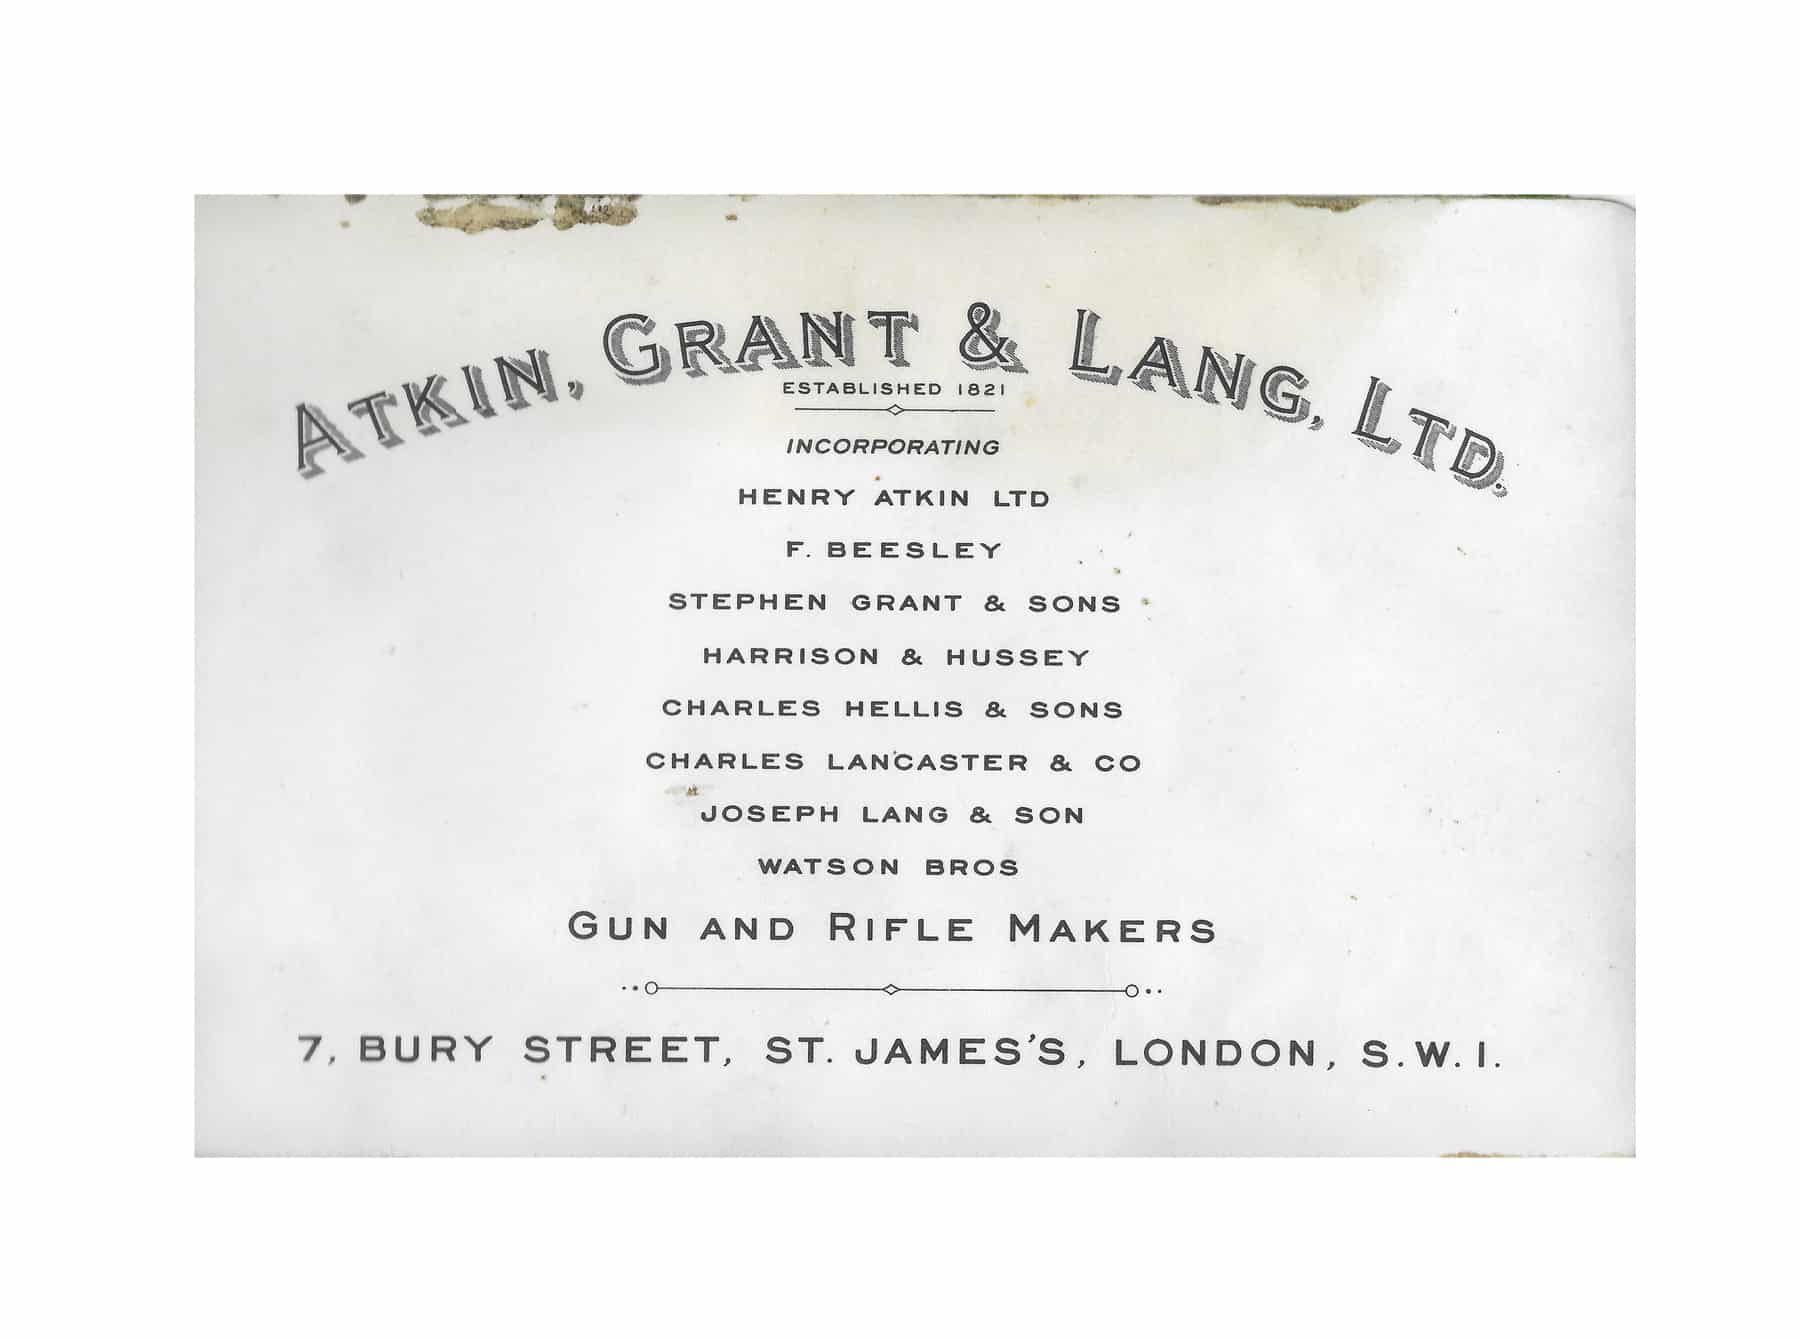 ATKIN, GRANT & LANG, LTD.
ESTABLISHED 1821
INCORPORATING
HENRY ATKIN LTD
F. BEESLEY
STEPHEN GRANT & SONS
HARRISON & HUSSEY
CHARLES HELLIS & SONS
CHARLES LANCASTER & CO
JOSEPH LANG & SON
WATSON BROS
GUN AND RIFLE MAKERS
7, BURY STREET, ST. JAMES'S, LONDON, S.W.1.